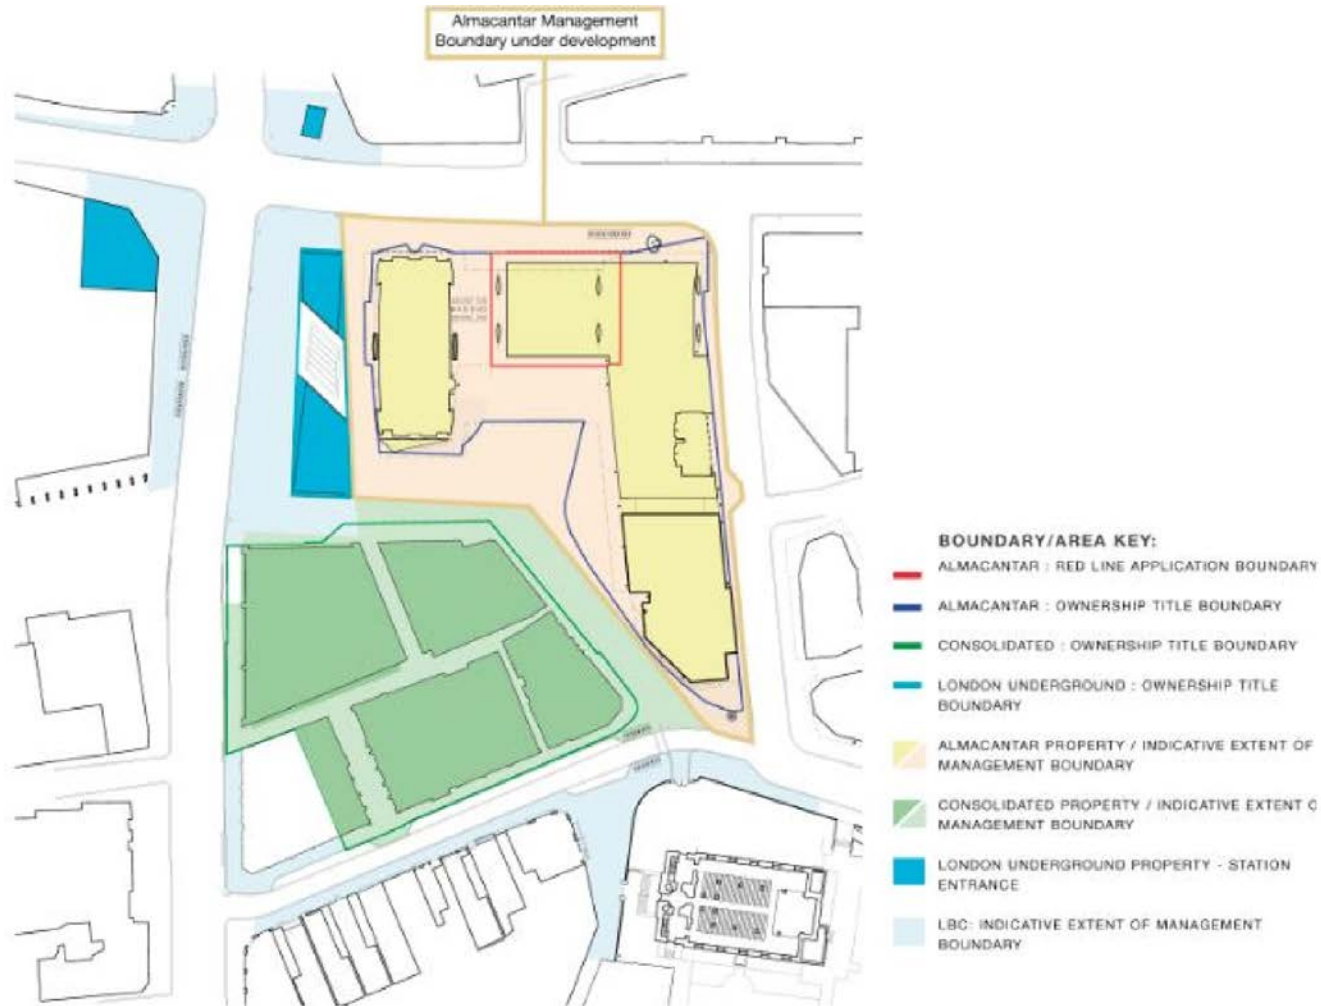 Almacantar Management
Boundary under development
BOUNDARY/AREA KEY:
ALMACANTAR : RED LINE APPLICATION BOUNDARY
ALMACANTAR : OWNERSHIP TITLE BOUNDARY
CONSOLIDATED : OWNERSHIP TITLE BOUNDARY
LONDON UNDERGROUND : OWNERSHIP TITLE
BOUNDARY
ALMACANTAR PROPERTY / INDICATIVE EXTENT OF
MANAGEMENT BOUNDARY
CONSOLIDATED PROPERTY / INDICATIVE EXTENT O
MANAGEMENT BOUNDARY
LONDON UNDERGROUND PROPERTY - STATION
ENTRANCE
LBC: INDICATIVE EXTENT OF MANAGEMENT
BOUNDARY